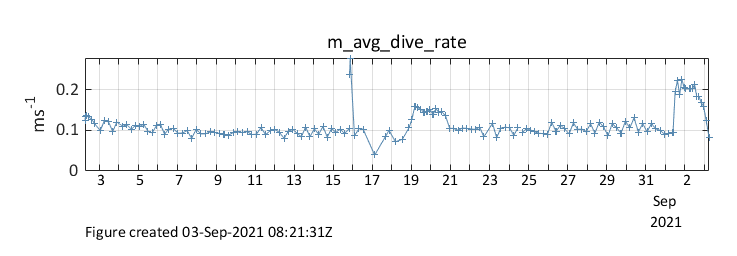 m_avg_dive_rate
ms-1
0.2
0.1
0
3 5 7 9 11 13 15 17 19 21 23 25 27 29 31 2
Sep
2021
Figure created 03-Sep-2021 08:21:31Z